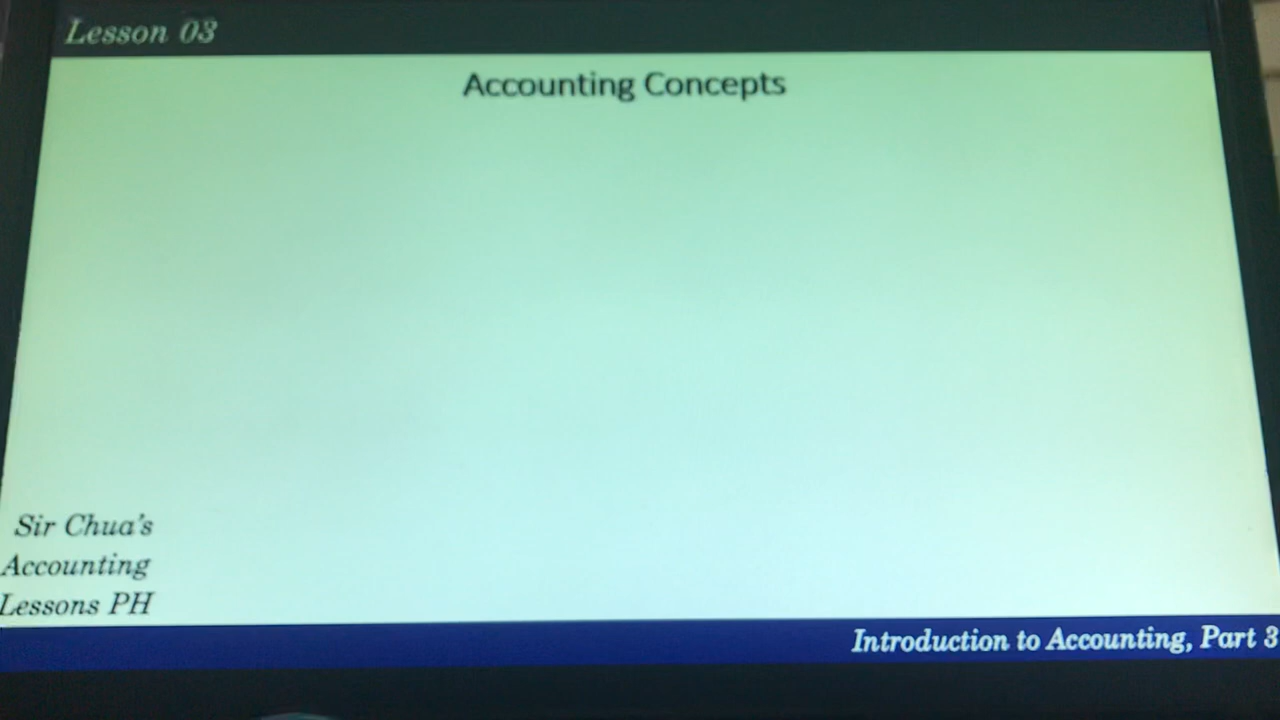 Lesson 03
Accounting Concepts
Sir Chua's
Accounting
Lessons PH
Introduction to Accounting, Part 3